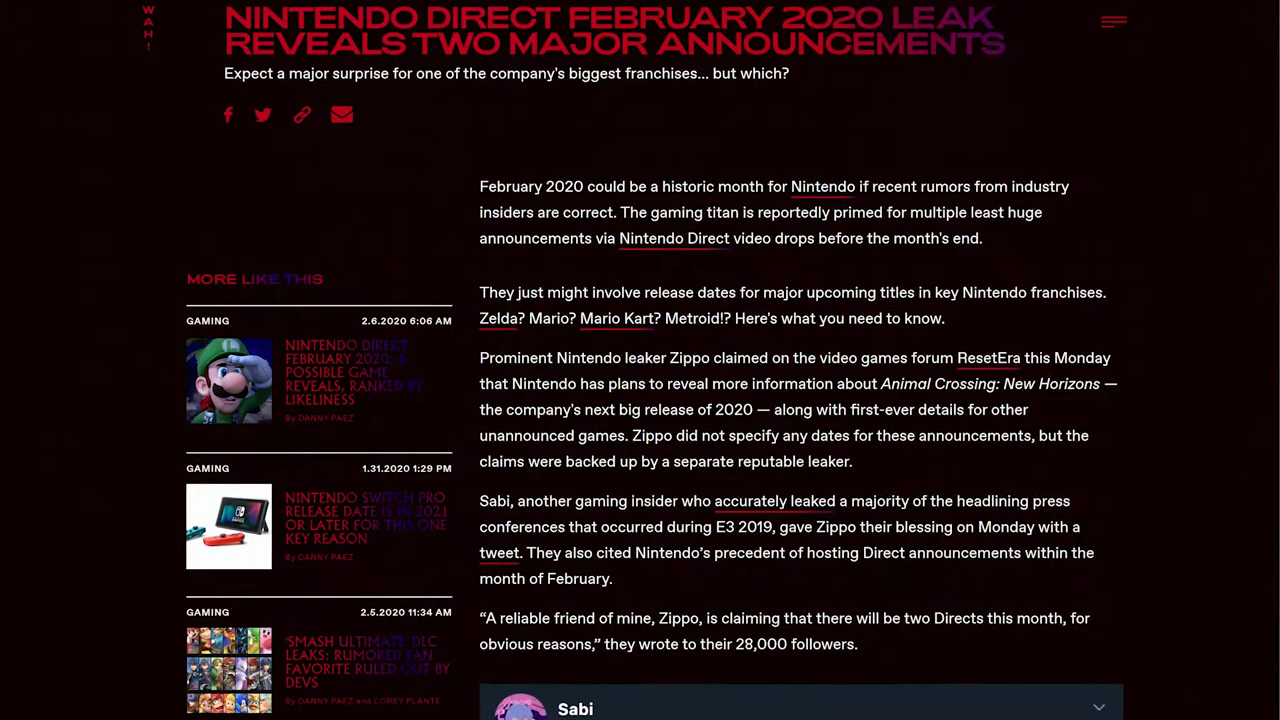 WAH!
NINTENDO DIRECT FEBRUARY 2020 LEAK
REVEALS TWO MAJOR ANNOUNCEMENTS
Expect a major surprise for one of the company's biggest franchises... but which?
February 2020 could be a historic month for Nintendo if recent rumors from industry
insiders are correct. The gaming titan is reportedly primed for multiple least huge
announcements via Nintendo Direct video drops before the month's end.
They just might involve release dates for major upcoming titles in key Nintendo franchises.
Zelda? Mario? Mario Kart? Metroid!? Here's what you need to know.
Prominent Nintendo leaker Zippo claimed on the video games forum ResetEra this Monday
that Nintendo has plans to reveal more information about Animal Crossing: New Horizons —
the company's next big release of 2020 — along with first-ever details for other
unannounced games. Zippo did not specify any dates for these announcements, but the
claims were backed up by a separate reputable leaker.
Sabi, another gaming insider who accurately leaked a majority of the headlining press
conferences that occurred during E3 2019, gave Zippo their blessing on Monday with a
tweet. They also cited Nintendo’s precedent of hosting Direct announcements within the
month of February.
“A reliable friend of mine, Zippo, is claiming that there will be two Directs this month, for
obvious reasons,” they wrote to their 28,000 followers.
Sabi
MORE LIKE THIS
GAMING 2.6.2020 6:06 AM
NINTENDO DIRECT
FEBRUARY 2020: 5
POSSIBLE GAME
REVEALS, RANKED BY
LIKELINESS
By DANNY PAEZ
GAMING 1.31.2020 1:29 PM
NINTENDO SWITCH PRO
RELEASE DATE IS IN 2021
OR LATER FOR THIS ONE
KEY REASON
By DANNY PAEZ
GAMING 2.5.2020 11:34 AM
'SMASH ULTIMATE' DLC
LEAKS: RUMORED FAN
FAVORITE RULED OUT BY
DEVS
By DANNY PAEZ and COREY PLANTE